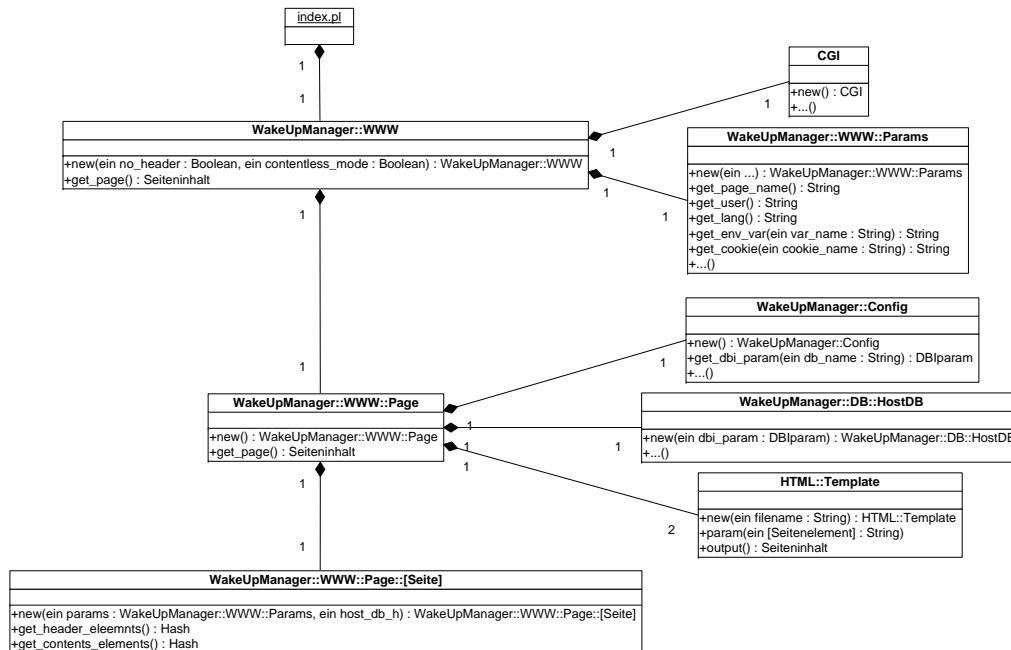 index.pl
1
1
CGI
+new() : CGI
+...()
1
1
WakeUpManager::WWW
+new(ein no_header : Boolean, ein contentless_mode : Boolean) : WakeUpManager::WWW
+get_page() : Seiteninhalt
WakeUpManager::WWW::Params
+new(ein ...) : WakeUpManager::WWW::Params
+get_page_name() : String
+get_user() : String
+get_lang() : String
+get_env_var(ein var_name : String) : String
+get_cookie(ein cookie_name : String) : String
+...()
1
1
1
1
WakeUpManager::Config
+new() : WakeUpManager::Config
+get_dbi_param(ein db_name : String) : DBIparam
+...()
1
WakeUpManager::WWW::Page
+new() : WakeUpManager::WWW::Page
+get_page() : Seiteninhalt
WakeUpManager::DB::HostDB
+new(ein dbi_param : DBIparam) : WakeUpManager::DB::HostDB
+...()
1
1
1
1
HTML::Template
+new(ein filename : String) : HTML::Template
+param(ein [Seitenelement] : String)
+output() : Seiteninhalt
2
1
1
WakeUpManager::WWW::Page::[Seite]
+new(ein params : WakeUpManager::WWW::Params, ein host_db_h) : WakeUpManager::WWW::Page::[Seite]
+get_header_eleemnts() : Hash
+get_contents_elements() : Hash